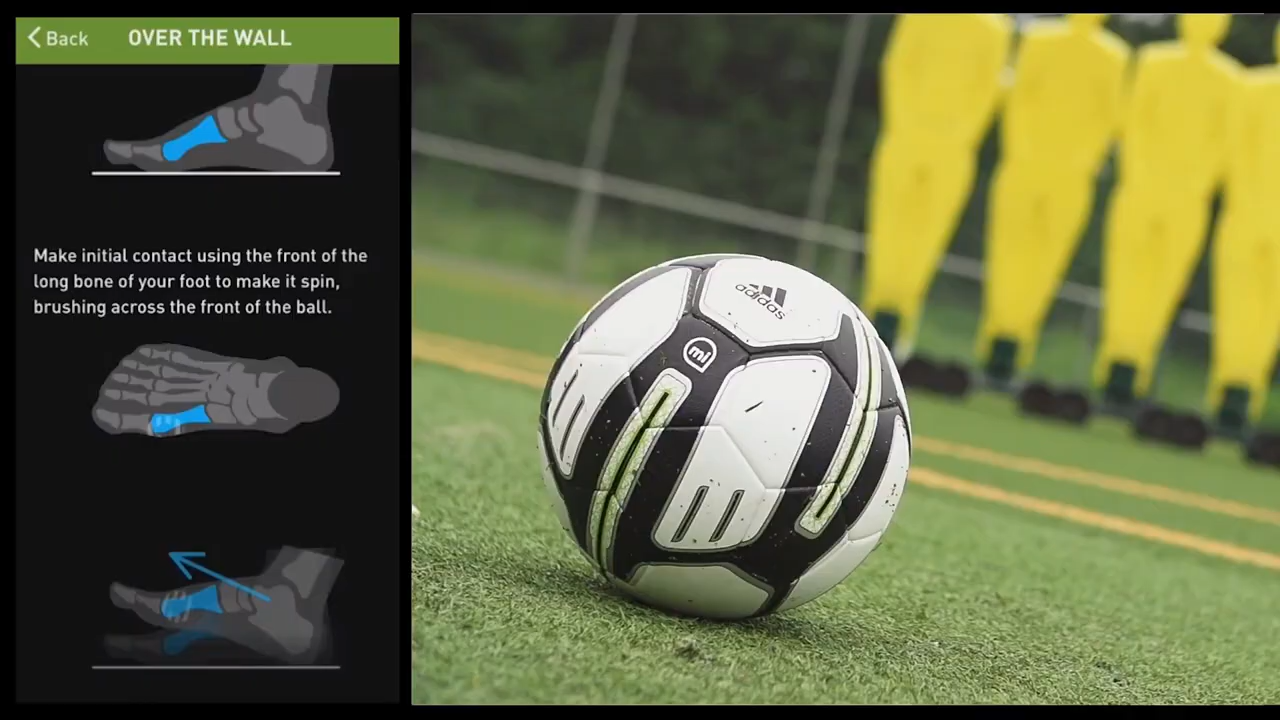 Back
OVER THE WALL
Make initial contact using the front of the
long bone of your foot to make it spin,
brushing across the front of the ball.
adidas
mi